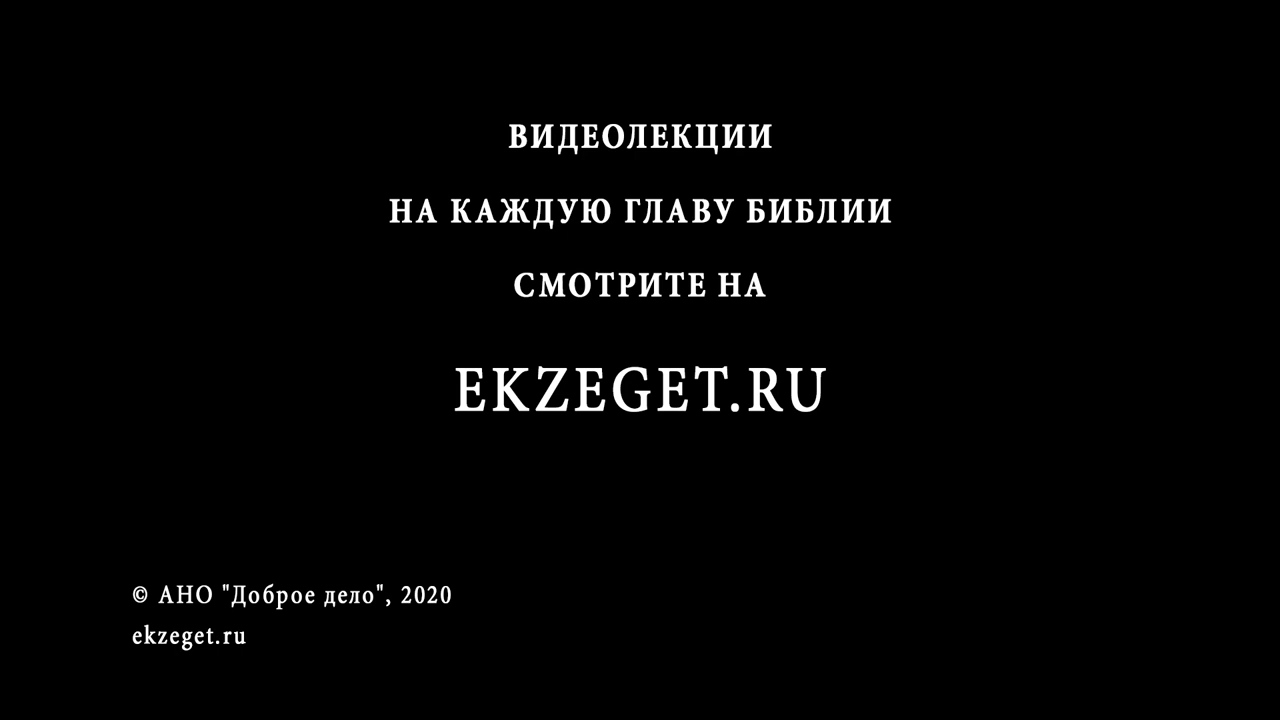 ВИДЕОЛЕКЦИИ
НА КАЖДУЮ ГЛАВУ БИБЛИИ
СМОТРИТЕ НА
EKZEGET.RU
© АНО "Доброе дело", 2020
ekzeget.ru